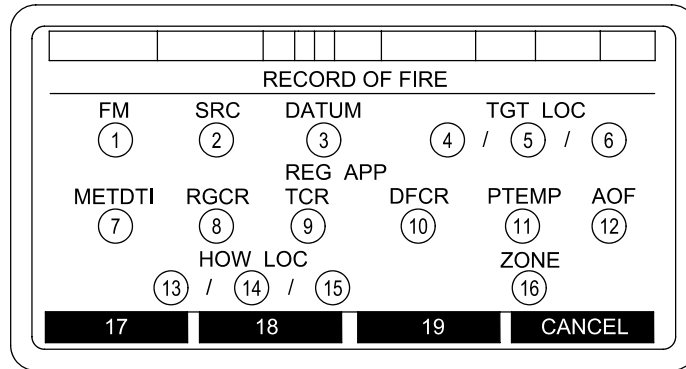 RECORD OF FIRE
FM SRC DATUM TGT LOC
1 2 3 4 / 5 / 6
REG APP
METDTI RGCR TCR DFCR PTEMP AOF
7 8 9 10 11 12
HOW LOC ZONE
13 / 14 / 15 16
17 18 19 CANCEL